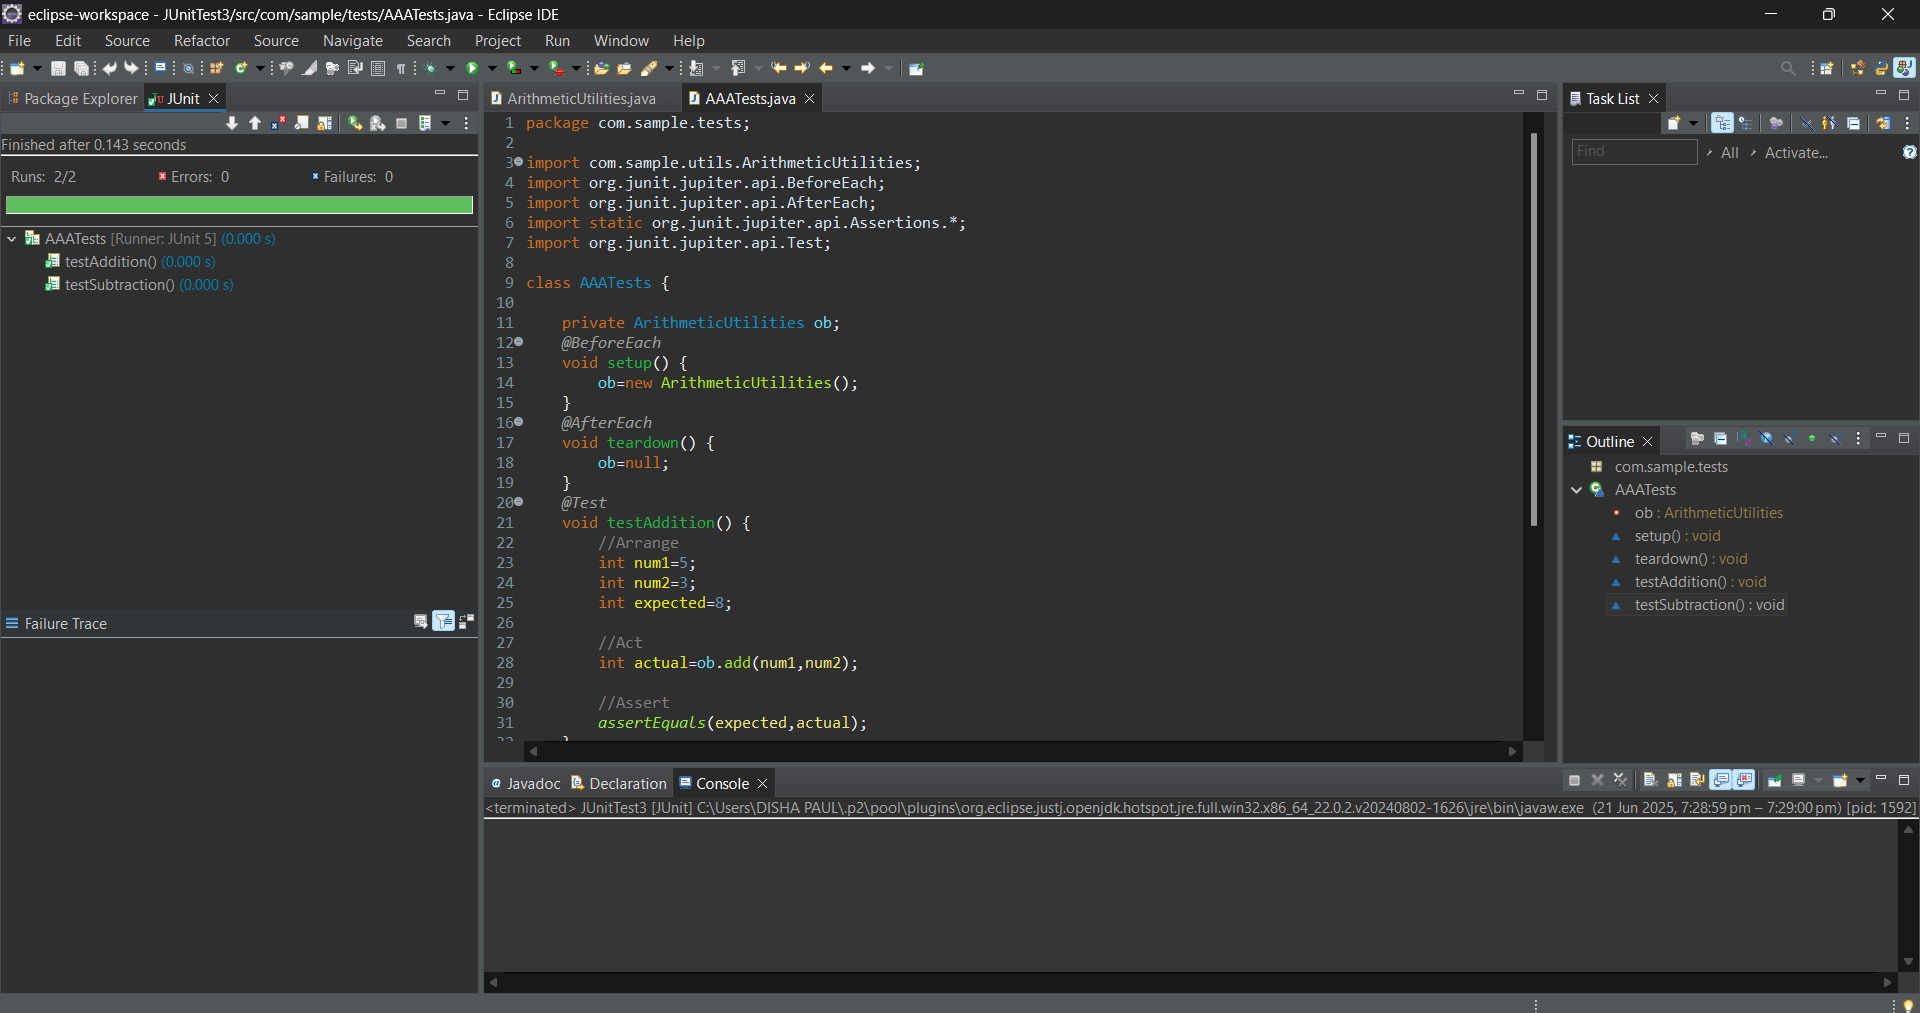 eclipse-workspace - JUnitTest3/src/com/sample/tests/AAATests.java - Eclipse IDE
File Edit Source Refactor Source Navigate Search Project Run Window Help
Package Explorer JUnit
Finished after 0.143 seconds
Runs: 2/2 Errors: 0 Failures: 0
AAATests [Runner: JUnit 5] (0.000 s)
testAddition() (0.000 s)
testSubtraction() (0.000 s)
Failure Trace
ArithmeticUtilities.java AAATests.java
1 package com.sample.tests;
2
3 import com.sample.utils.ArithmeticUtilities;
4 import org.junit.jupiter.api.BeforeEach;
5 import org.junit.jupiter.api.AfterEach;
6 import static org.junit.jupiter.api.Assertions.*;
7 import org.junit.jupiter.api.Test;
8
9 class AAATests {
10
11 private ArithmeticUtilities ob;
12 @BeforeEach
13 void setup() {
14 ob=new ArithmeticUtilities();
15 }
16 @AfterEach
17 void teardown() {
18 ob=null;
19 }
20 @Test
21 void testAddition() {
22 //Arrange
23 int num1=5;
24 int num2=3;
25 int expected=8;
26
27 //Act
28 int actual=ob.add(num1,num2);
29
30 //Assert
31 assertEquals(expected,actual);
Task List
Find All Activate...
Outline
com.sample.tests
AAATests
ob : ArithmeticUtilities
setup() : void
teardown() : void
testAddition() : void
testSubtraction() : void
@ Javadoc Declaration Console
<terminated> JUnitTest3 [JUnit] C:\Users\DISHA PAUL\.p2\pool\plugins\org.eclipse.justj.openjdk.hotspot.jre.full.win32.x86_64_22.0.2.v20240802-1626\jre\bin\javaw.exe (21 Jun 2025, 7:28:59 pm – 7:29:00 pm) [pid: 1592]